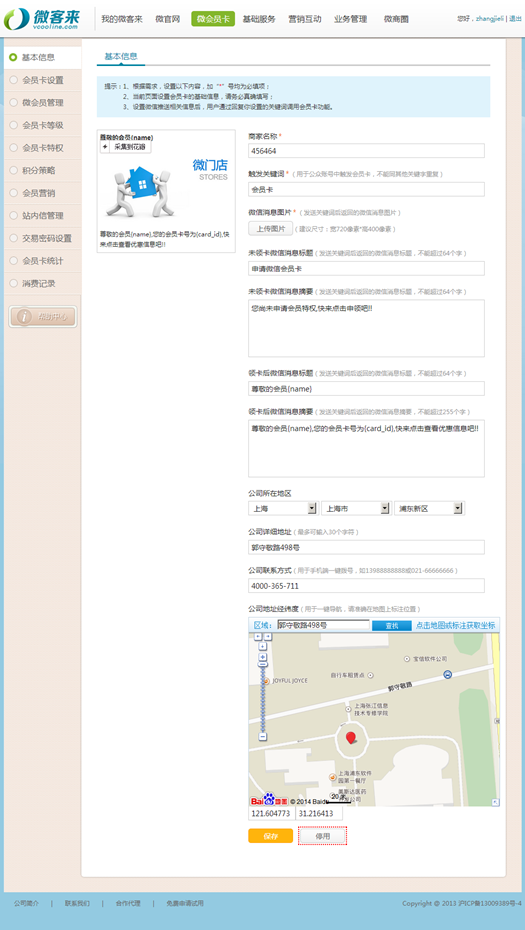 微客来
vcooline.com
我的微客来 微官网 微会员卡 基础服务 营销互动 业务管理 微商圈
您好，zhangjieli | 退出
基本信息
会员卡设置
微会员管理
会员卡等级
会员卡特权
积分策略
会员营销
站内信管理
交易密码设置
会员卡统计
消费记录
帮助中心
基本信息
提示：1、根据需求，设置以下内容，加 "*" 号均为必填项；
2、当前页面设置会员卡的基础信息，请务必真确填写；
3、设置微信推送相关信息后，用户通过回复你设置的关键词调用会员卡功能。
尊敬的会员{name}
采集到花瓣
微门店
STORES
尊敬的会员{name},您的会员卡号为{card_id},快
来点击查看优惠信息吧!!
商家名称 *
456464
触发关键词 *（用于公众账号中触发会员卡，不能同其他关键字重复）
会员卡
微信消息图片 *（发送关键词后返回的微信消息图片）
上传图片（建议尺寸：宽720像素*高400像素）
未领卡微信消息标题（发送关键词后返回的微信消息标题，不能超过64个字）
申请微信会员卡
未领卡微信消息摘要（发送关键词后返回的微信消息标题，不能超过64个字）
您尚未申请会员特权,快来点击申领吧!!
领卡后微信消息标题（发送关键词后返回的微信消息标题，不能超过64个字）
尊敬的会员{name}
领卡后微信消息摘要（发送关键词后返回的微信消息摘要，不能超过255个字）
尊敬的会员{name},您的会员卡号为{card_id},快来点击查看优惠信息吧!!
公司所在地区
上海 上海市 浦东新区
公司详细地址（最多可输入30个字符）
郭守敬路498号
公司联系方式（用于手机端一键拨号，如13988888888或021-66666666）
4000-365-711
公司地址经纬度（用于一键导航，请准确在地图上标注位置）
区域： 郭守敬路498号 查找 点击地图或标注获取坐标
宝信软件公司
JOYFUL JOYCE
自行车租赁点
郭守敬路
上海张江信息
技术专修学院
上海浦东软件
园第一餐厅
美斯达医药
Bai 地图 © 2014 Baidu
20 米
121.604773 31.216413
保存 停用
公司简介 | 联系我们 | 合作代理 | 免费申请试用
Copyright @ 2013 沪ICP备13009389号-4